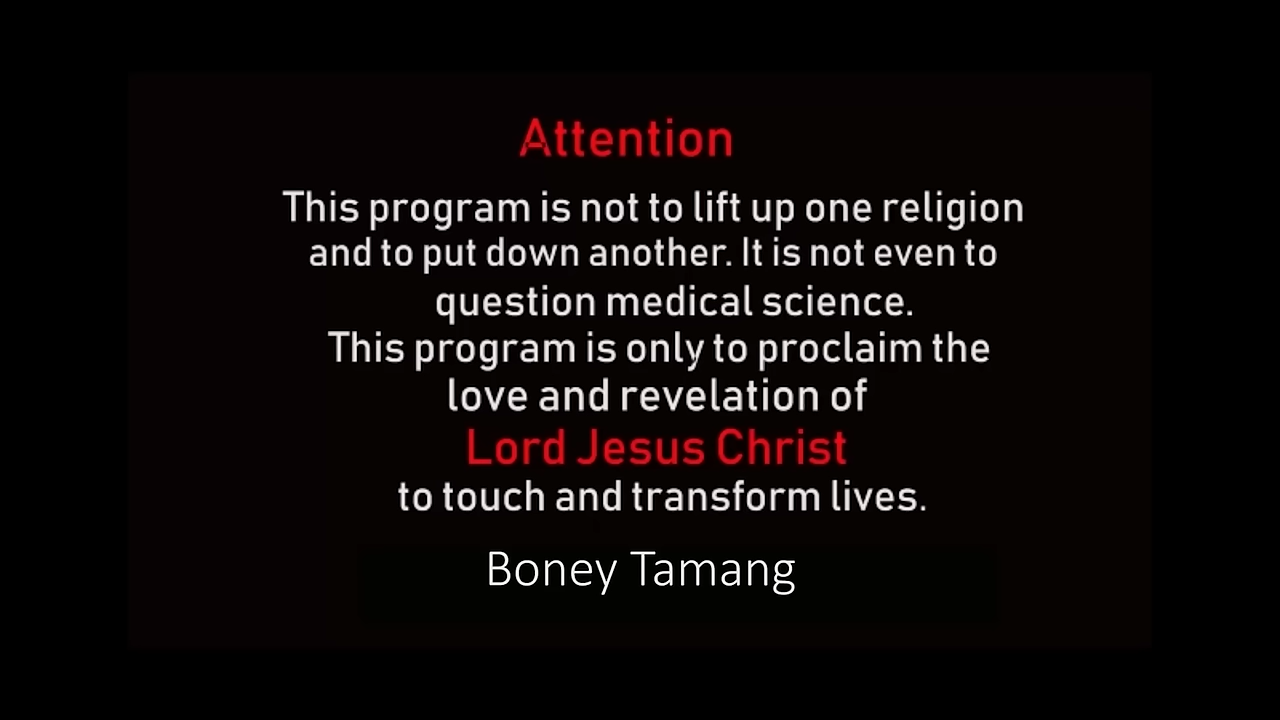 Attention
This program is not to lift up one religion
and to put down another. It is not even to
question medical science.
This program is only to proclaim the
love and revelation of
Lord Jesus Christ
to touch and transform lives.
Boney Tamang